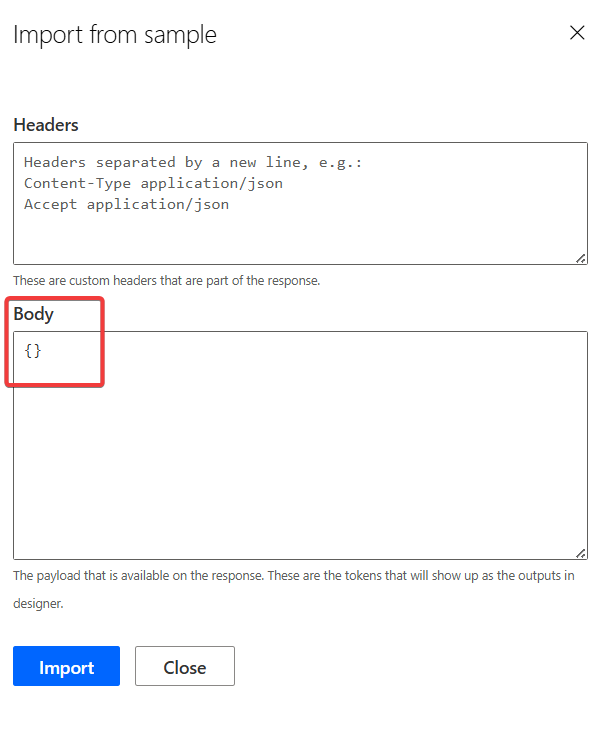 Import from sample
Headers
Headers separated by a new line, e.g.:
Content-Type application/json
Accept application/json
These are custom headers that are part of the response.
Body
{}
The payload that is available on the response. These are the tokens that will show up as the outputs in
designer.
Import
Close